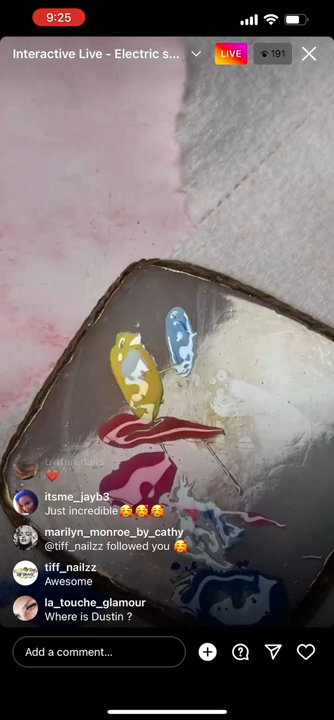 9:25
Interactive Live - Electric s...
LIVE
191
itsme_jayb3
Just incredible🥰🥰🥰
marilyn_monroe_by_cathy
@tiff_nailzz followed you 🥰
tiff_nailzz
Awesome
la_touche_glamour
Where is Dustin ?
Add a comment...